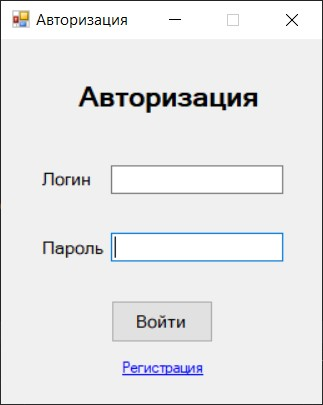 Авторизация
Авторизация
Логин
Пароль
Войти
Регистрация